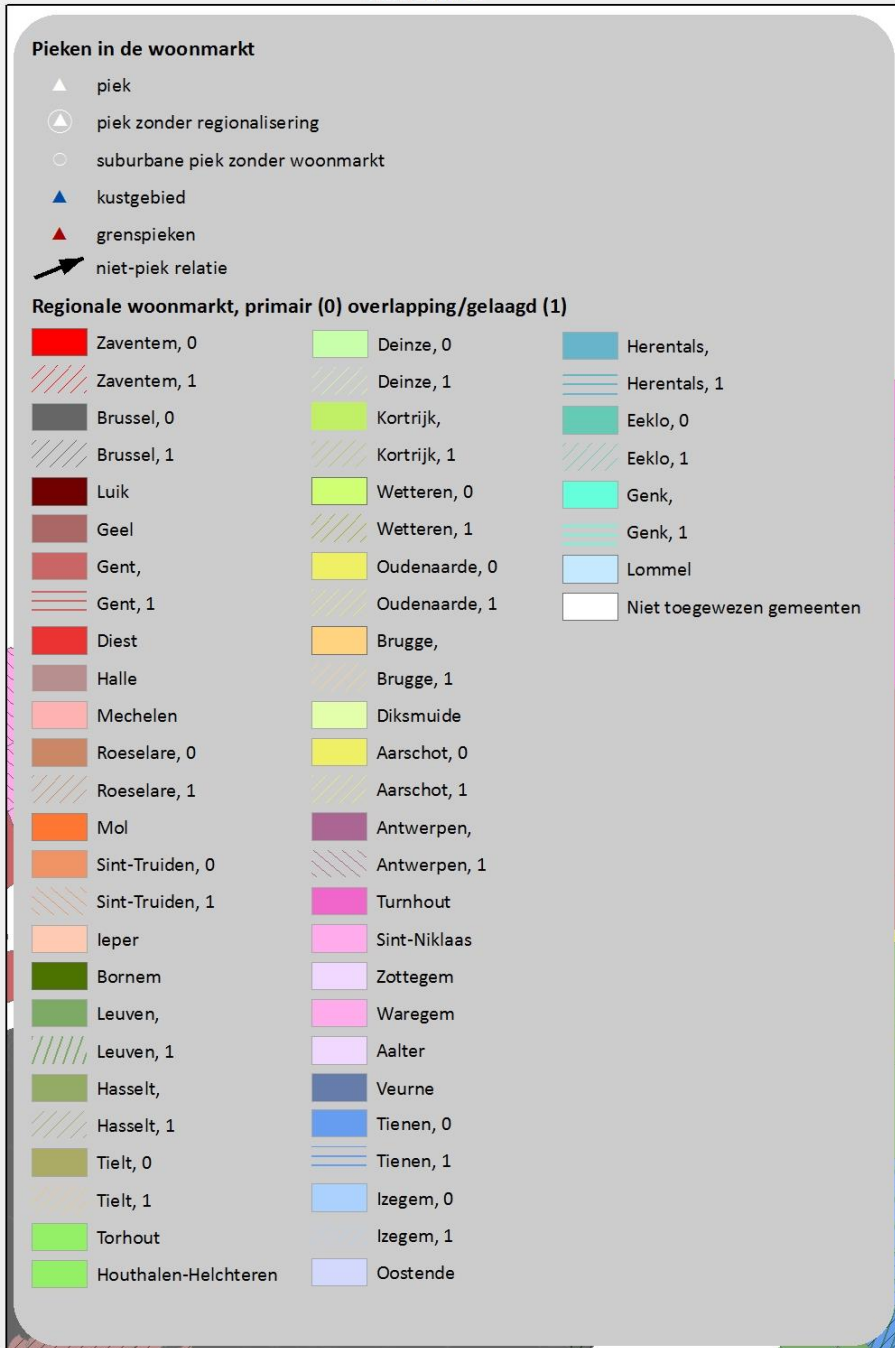 Pieken in de woonmarkt
piek
piek zonder regionalisering
suburbane piek zonder woonmarkt
kustgebied
grenspieken
niet-piek relatie
Regionale woonmarkt, primair (0) overlapping/gelaagd (1)
Zaventem, 0
Zaventem, 1
Brussel, 0
Brussel, 1
Luik
Geel
Gent,
Gent, 1
Diest
Halle
Mechelen
Roeselare, 0
Roeselare, 1
Mol
Sint-Truiden, 0
Sint-Truiden, 1
Ieper
Bornem
Leuven,
Leuven, 1
Hasselt,
Hasselt, 1
Tielt, 0
Tielt, 1
Torhout
Houthalen-Helchteren
Deinze, 0
Deinze, 1
Kortrijk,
Kortrijk, 1
Wetteren, 0
Wetteren, 1
Oudenaarde, 0
Oudenaarde, 1
Brugge,
Brugge, 1
Diksmuide
Aarschot, 0
Aarschot, 1
Antwerpen,
Antwerpen, 1
Turnhout
Sint-Niklaas
Zottegem
Waregem
Aalter
Veurne
Tienen, 0
Tienen, 1
Izegem, 0
Izegem, 1
Oostende
Herentals,
Herentals, 1
Eeklo, 0
Eeklo, 1
Genk,
Genk, 1
Lommel
Niet toegewezen gemeenten